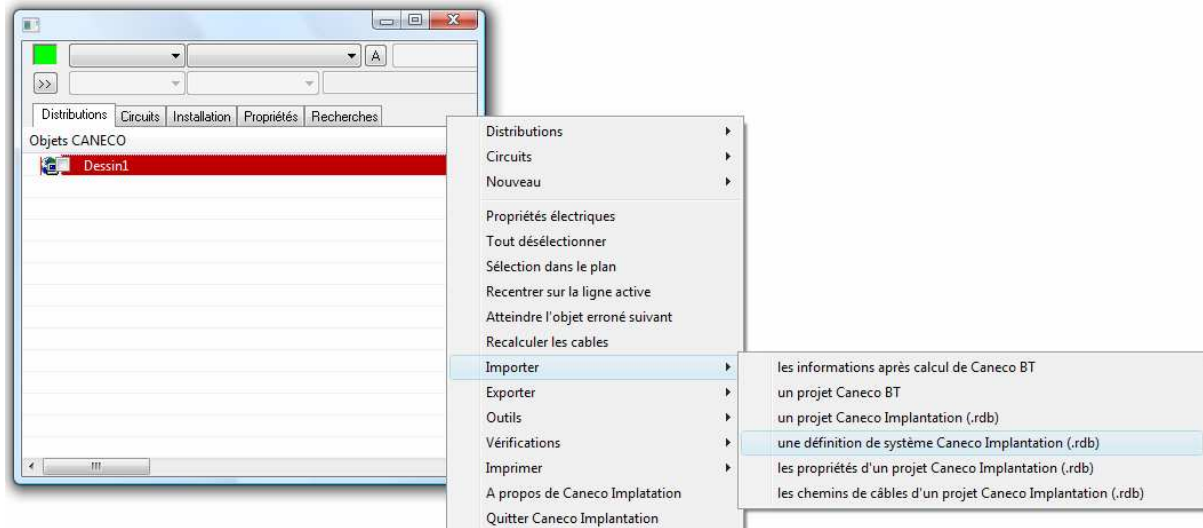 A
>>
Distributions Circuits Installation Propriétés Recherches
Objets CANECO
Dessin1
Distributions
Circuits
Nouveau
Propriétés électriques
Tout désélectionner
Sélection dans le plan
Recentrer sur la ligne active
Atteindre l'objet erroné suivant
Recalculer les cables
Importer
Exporter
Outils
Vérifications
Imprimer
A propos de Caneco Implatation
Quitter Caneco Implantation
les informations après calcul de Caneco BT
un projet Caneco BT
un projet Caneco Implantation (.rdb)
une définition de système Caneco Implantation (.rdb)
les propriétés d'un projet Caneco Implantation (.rdb)
les chemins de câbles d'un projet Caneco Implantation (.rdb)